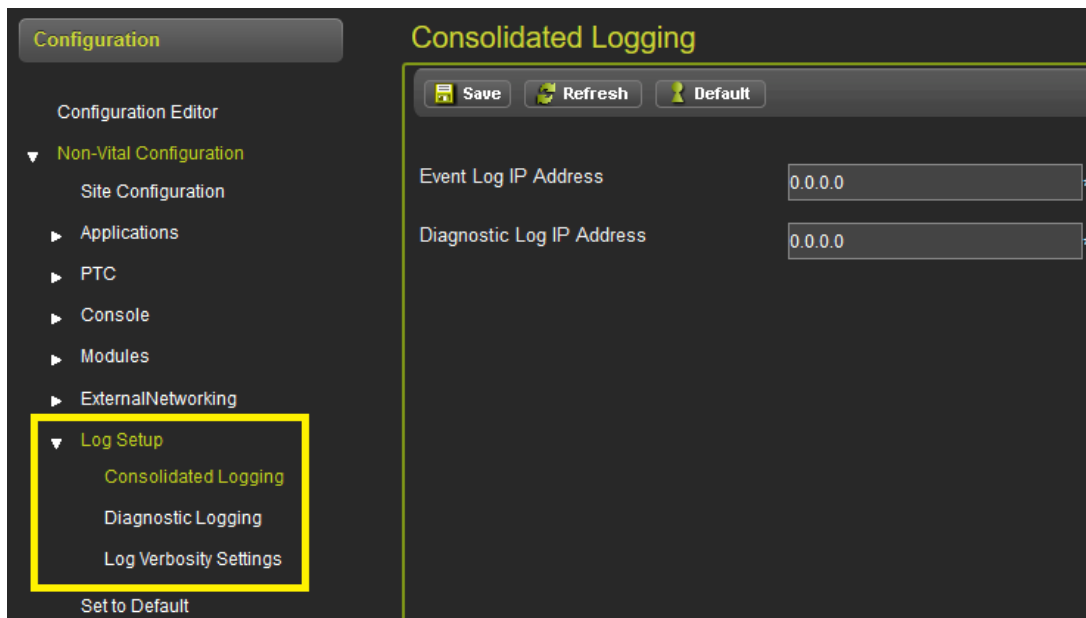 Configuration
Configuration Editor
Non-Vital Configuration
Site Configuration
Applications
PTC
Console
Modules
ExternalNetworking
Log Setup
Consolidated Logging
Diagnostic Logging
Log Verbosity Settings
Set to Default
Consolidated Logging
Save Refresh Default
Event Log IP Address 0.0.0.0
Diagnostic Log IP Address 0.0.0.0